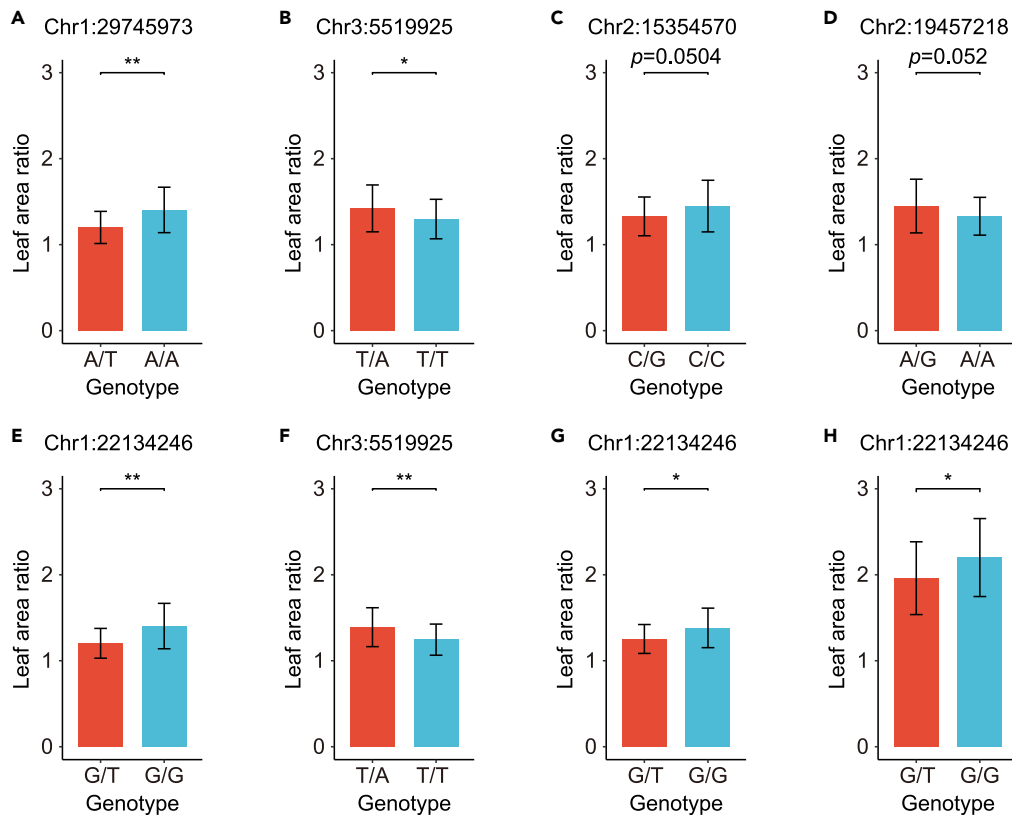 A Chr1:29745973
B Chr3:5519925
C Chr2:15354570
D Chr2:19457218
**
*
p=0.0504
p=0.052
Leaf area ratio
3
2
1
0
A/T A/A
Genotype
Leaf area ratio
3
2
1
0
T/A T/T
Genotype
Leaf area ratio
3
2
1
0
C/G C/C
Genotype
Leaf area ratio
3
2
1
0
A/G A/A
Genotype
E Chr1:22134246
F Chr3:5519925
G Chr1:22134246
H Chr1:22134246
**
**
*
*
Leaf area ratio
3
2
1
0
G/T G/G
Genotype
Leaf area ratio
3
2
1
0
T/A T/T
Genotype
Leaf area ratio
3
2
1
0
G/T G/G
Genotype
Leaf area ratio
3
2
1
0
G/T G/G
Genotype